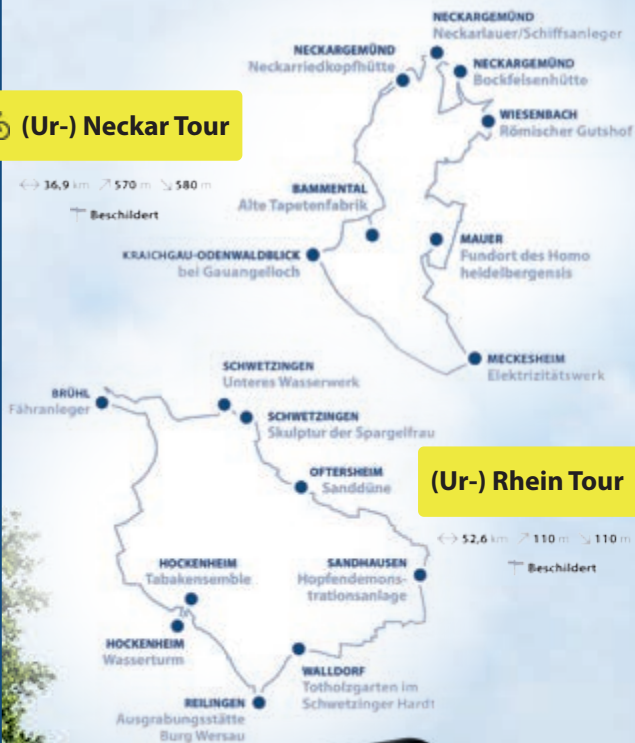 NECKARGEMÜND
Neckarlauer/Schiffsanleger
NECKARGEMÜND
Neckarriedkopfhütte
NECKARGEMÜND
Bockfelsenhütte
(Ur-) Neckar Tour
WIESENBACH
Römischer Gutshof
↔ 36,9 km ↗ 570 m ↘ 580 m
Beschildert
BAMMENTAL
Alte Tapetenfabrik
KRAICHGAU-ODENWALDBLICK
bei Gauangelloch
MAUER
Fundort des Homo
heidelbergensis
MECKESHEIM
Elektrizitätswerk
SCHWETZINGEN
Unteres Wasserwerk
BRÜHL
Fähranleger
SCHWETZINGEN
Skulptur der Spargelfrau
OFTERSHEIM
Sanddüne
(Ur-) Rhein Tour
↔ 52,6 km ↗ 110 m ↘ 110 m
Beschildert
HOCKENHEIM
Tabakensemble
SANDHAUSEN
Hopfendemons-
trationsanlage
HOCKENHEIM
Wasserturm
WALLDORF
Totholzgarten im
Schwetzinger Hardt
REILINGEN
Ausgrabungsstätte
Burg Wersau